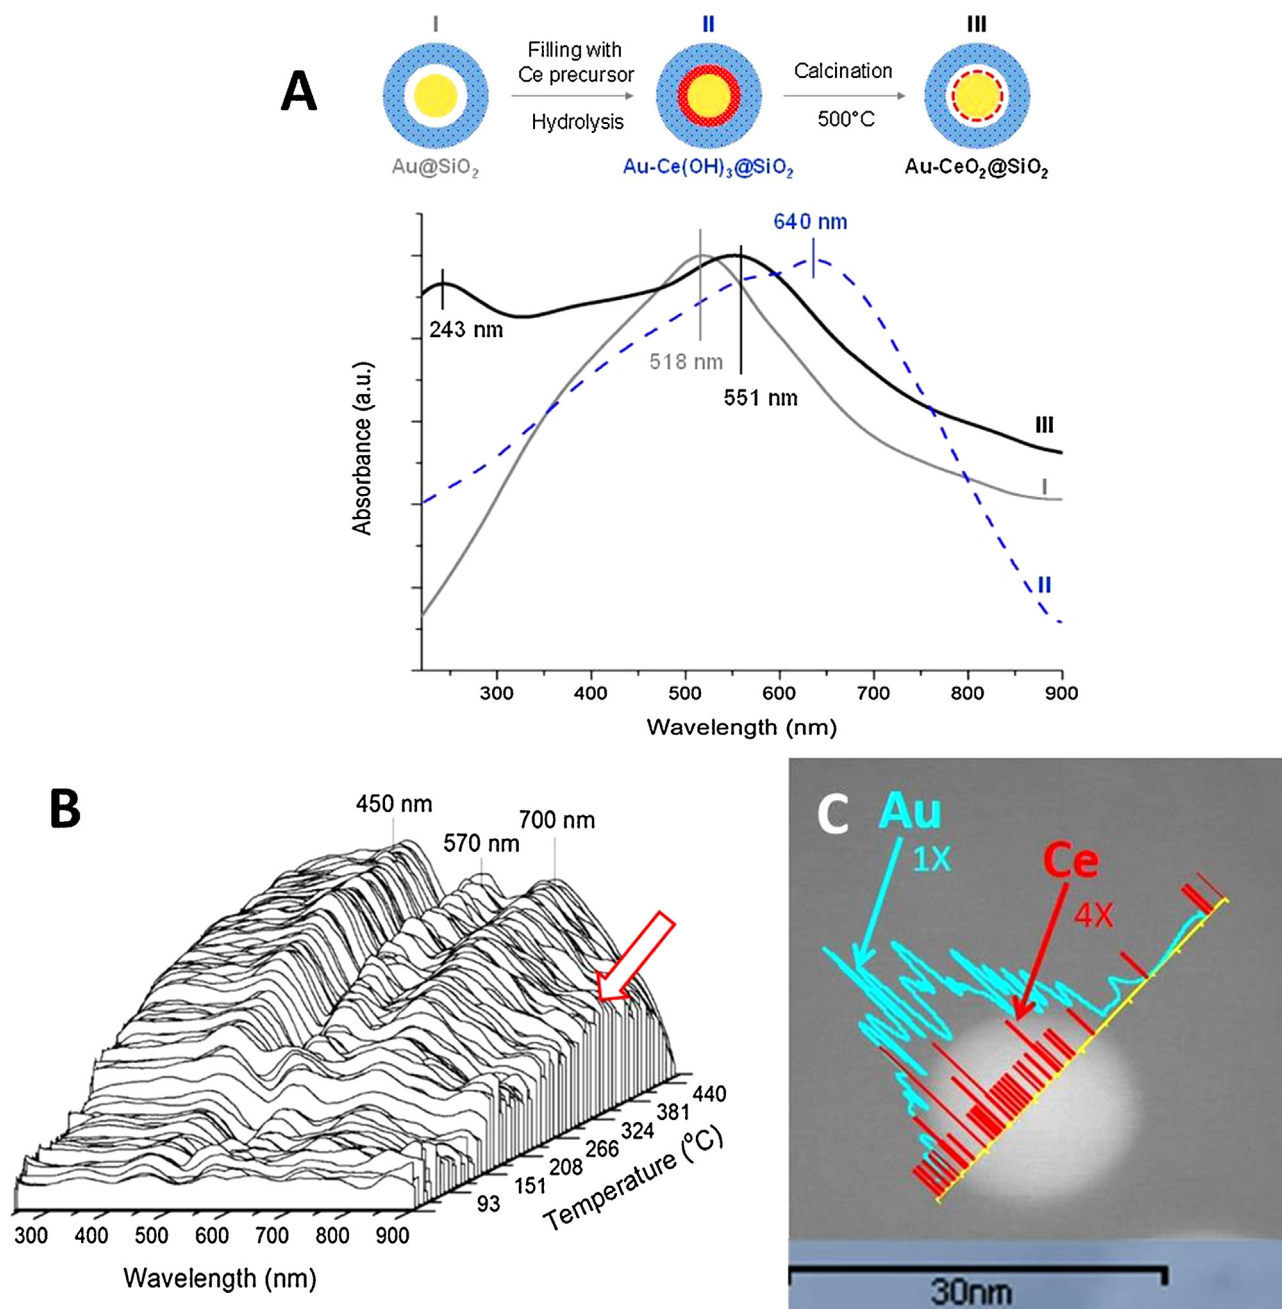 A
I
II
III
Filling with
Ce precursor
Hydrolysis
Calcination
500°C
Au@SiO₂
Au-Ce(OH)₃@SiO₂
Au-CeO₂@SiO₂
640 nm
243 nm
518 nm
551 nm
III
I
II
Absorbance (a.u.)
300 400 500 600 700 800 900
Wavelength (nm)
B
450 nm
570 nm
700 nm
440
381
324
266
208
151
93
Temperature (°C)
300 400 500 600 700 800 900
Wavelength (nm)
C
Au
1X
Ce
4X
30nm